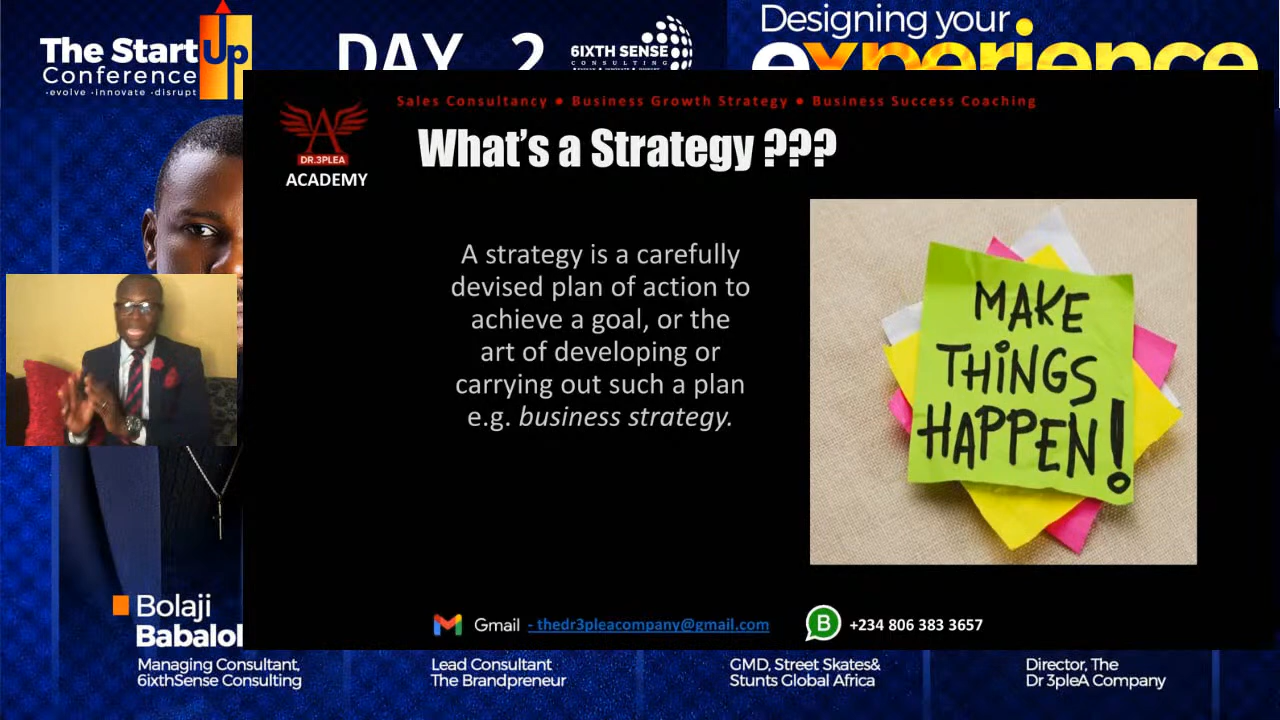 The StartUp
Conference
•evolve •innovate •disrupt
DAY 2
6IXTH SENSE
CONSULTING
Designing your
experience
Sales Consultancy ● Business Growth Strategy ● Business Success Coaching
DR.3PLEA
ACADEMY
What's a Strategy ???
A strategy is a carefully
devised plan of action to
achieve a goal, or the
art of developing or
carrying out such a plan
e.g. business strategy.
MAKE
THiNGS
HAPPEN!
Gmail - thedr3pleacompany@gmail.com
+234 806 383 3657
Bolaji
Babalol
Managing Consultant,
6ixthSense Consulting
Lead Consultant
The Brandpreneur
GMD, Street Skates&
Stunts Global Africa
Director, The
Dr 3pleA Company